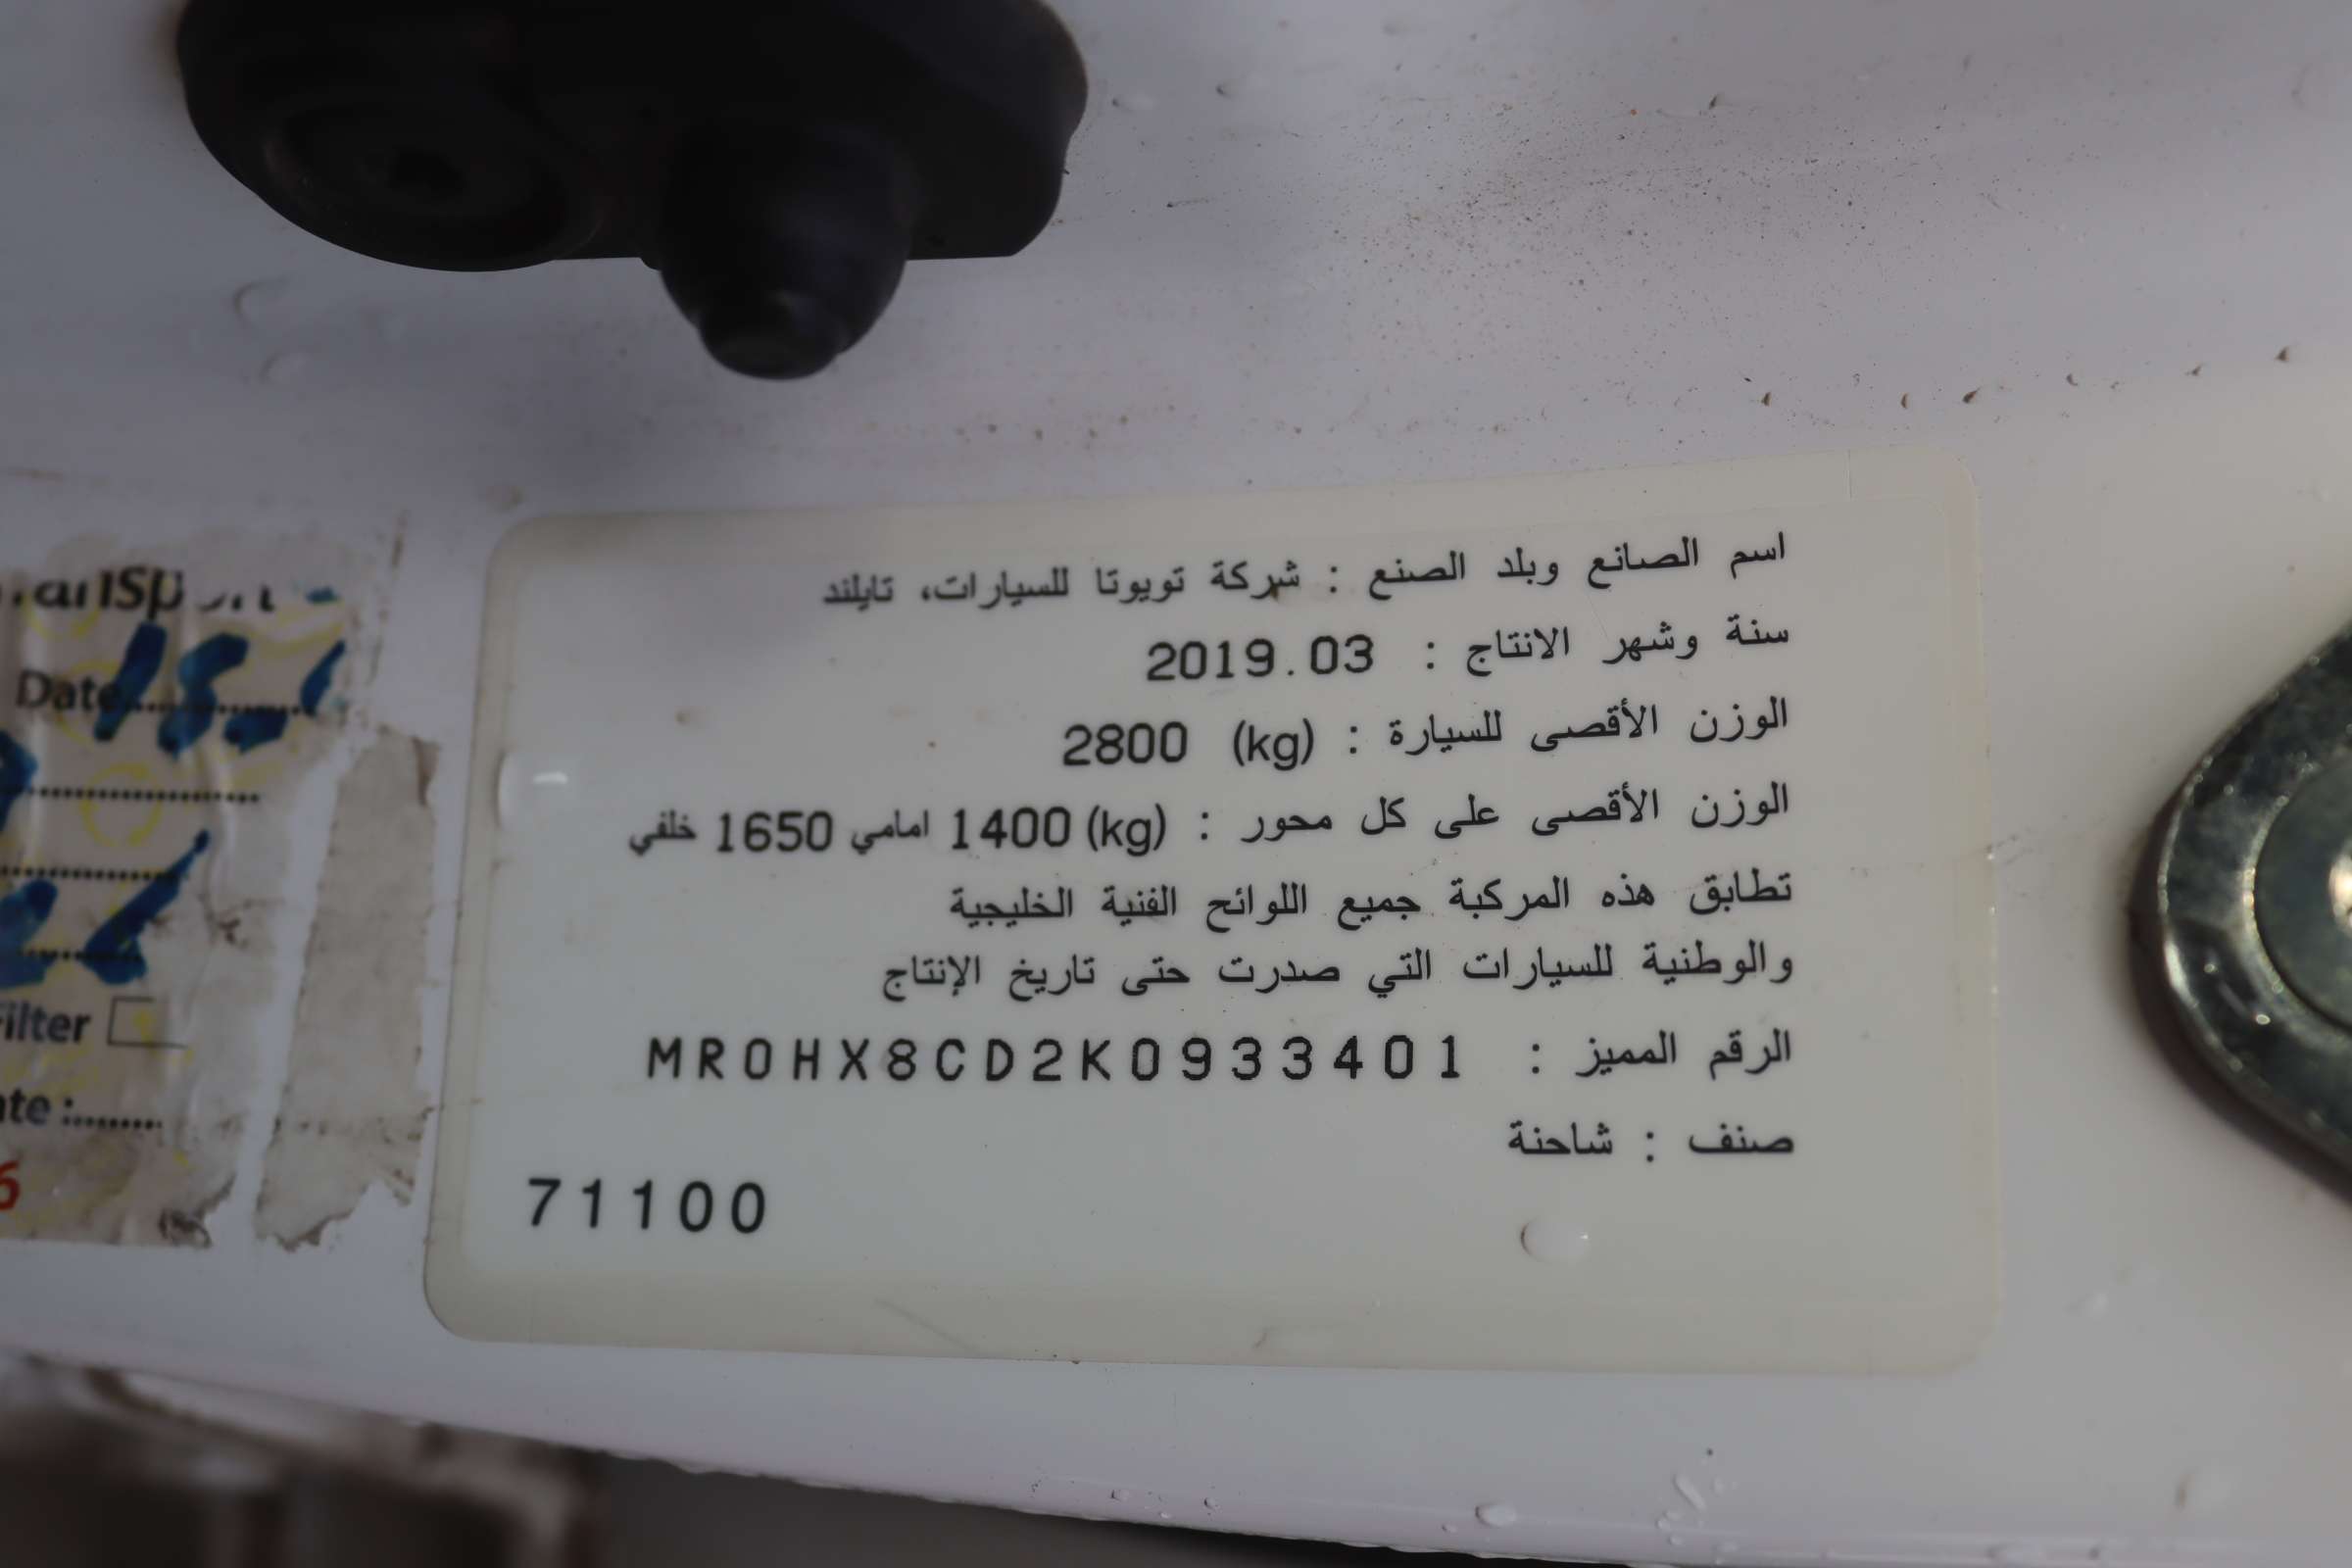 اسم الصانع وبلد الصنع : شركة تويوتا للسيارات، تايلند
سنة وشهر الانتاج : 2019.03
الوزن الأقصى للسيارة : (kg) 2800
الوزن الأقصى على كل محور : (kg) 1400 امامي 1650 خلفي
تطابق هذه المركبة جميع اللوائح الفنية الخليجية
والوطنية للسيارات التي صدرت حتى تاريخ الإنتاج
الرقم المميز : MR0HX8CD2K0933401
صنف : شاحنة
71100
Date